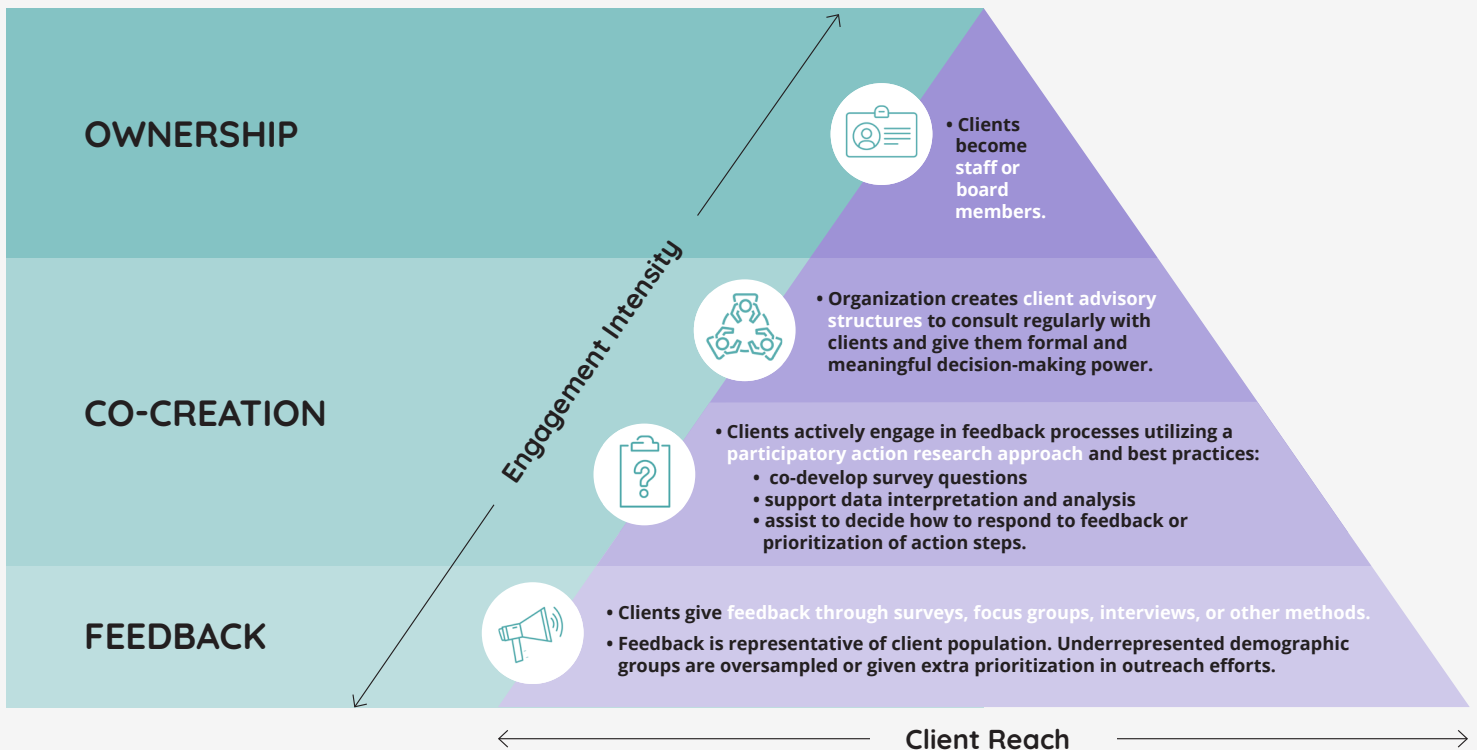 OWNERSHIP
• Clients
become
staff or
board
members.
Engagement Intensity
CO-CREATION
• Organization creates client advisory
structures to consult regularly with
clients and give them formal and
meaningful decision-making power.
• Clients actively engage in feedback processes utilizing a
participatory action research approach and best practices:
• co-develop survey questions
• support data interpretation and analysis
• assist to decide how to respond to feedback or
prioritization of action steps.
FEEDBACK
• Clients give feedback through surveys, focus groups, interviews, or other methods.
• Feedback is representative of client population. Underrepresented demographic
groups are oversampled or given extra prioritization in outreach efforts.
Client Reach